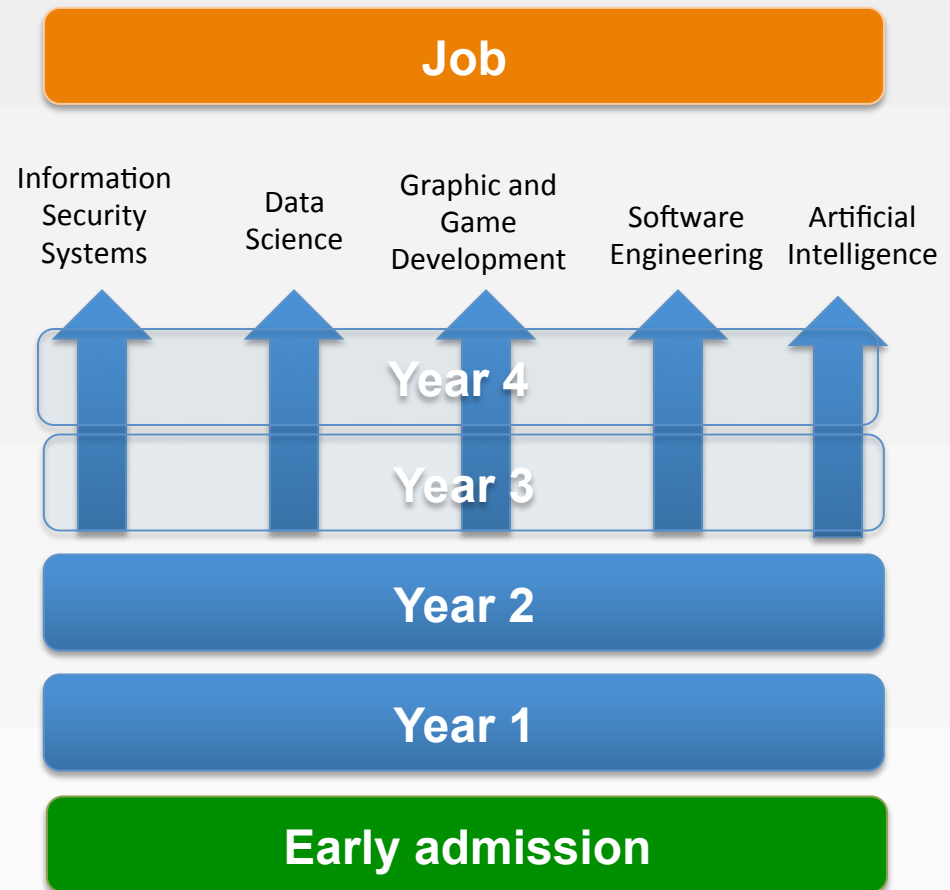 Job
Information
Security
Systems
Data
Science
Graphic and
Game
Development
Software
Engineering
Artificial
Intelligence
Year 4
Year 3
Year 2
Year 1
Early admission